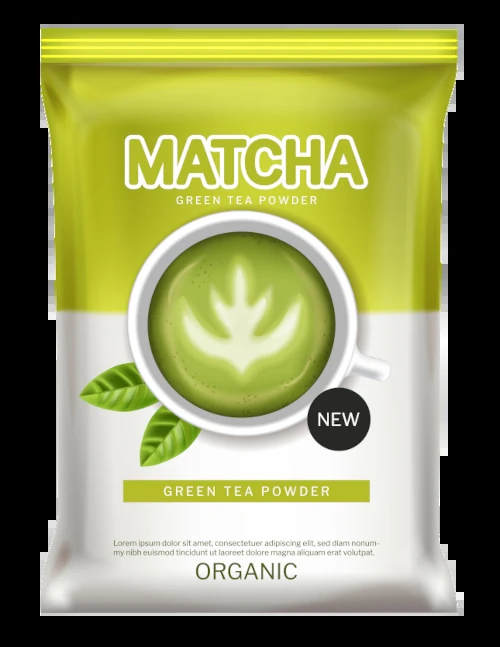 MATCHA
GREEN TEA POWDER
NEW
GREEN TEA POWDER
Lorem ipsum dolor sit amet, consectetuer adipiscing elit, sed diam nonum-
my nibh euismod tincidunt ut laoreet dolore magna aliquam erat volutpat.
ORGANIC